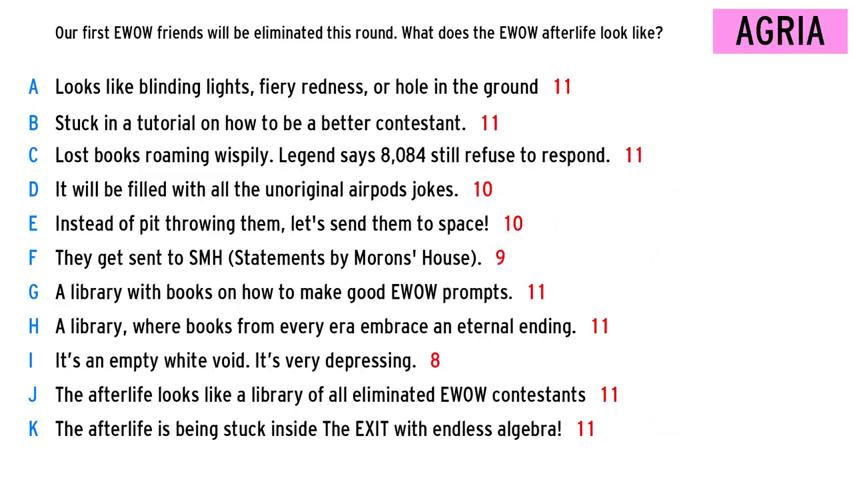 Our first EWOW friends will be eliminated this round. What does the EWOW afterlife look like?
AGRIA
A Looks like blinding lights, fiery redness, or hole in the ground 11
B Stuck in a tutorial on how to be a better contestant. 11
C Lost books roaming wispily. Legend says 8,084 still refuse to respond. 11
D It will be filled with all the unoriginal airpods jokes. 10
E Instead of pit throwing them, let's send them to space! 10
F They get sent to SMH (Statements by Morons' House). 9
G A library with books on how to make good EWOW prompts. 11
H A library, where books from every era embrace an eternal ending. 11
I It’s an empty white void. It’s very depressing. 8
J The afterlife looks like a library of all eliminated EWOW contestants 11
K The afterlife is being stuck inside The EXIT with endless algebra! 11